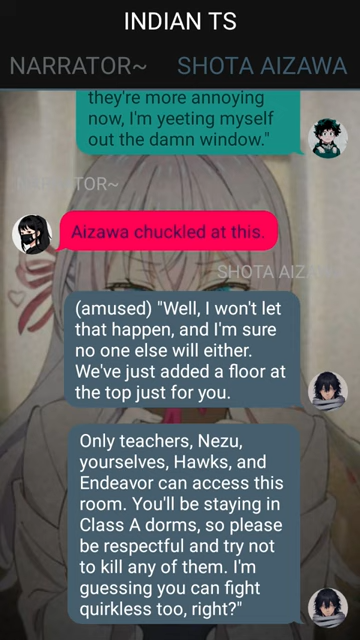 INDIAN TS
NARRATOR~ SHOTA AIZAWA
they're more annoying
now, I'm yeeting myself
out the damn window."
NARRATOR~
Aizawa chuckled at this.
SHOTA AIZAWA
(amused) "Well, I won't let
that happen, and I'm sure
no one else will either.
We've just added a floor at
the top just for you.
Only teachers, Nezu,
yourselves, Hawks, and
Endeavor can access this
room. You'll be staying in
Class A dorms, so please
be respectful and try not
to kill any of them. I'm
guessing you can fight
quirkless too, right?"